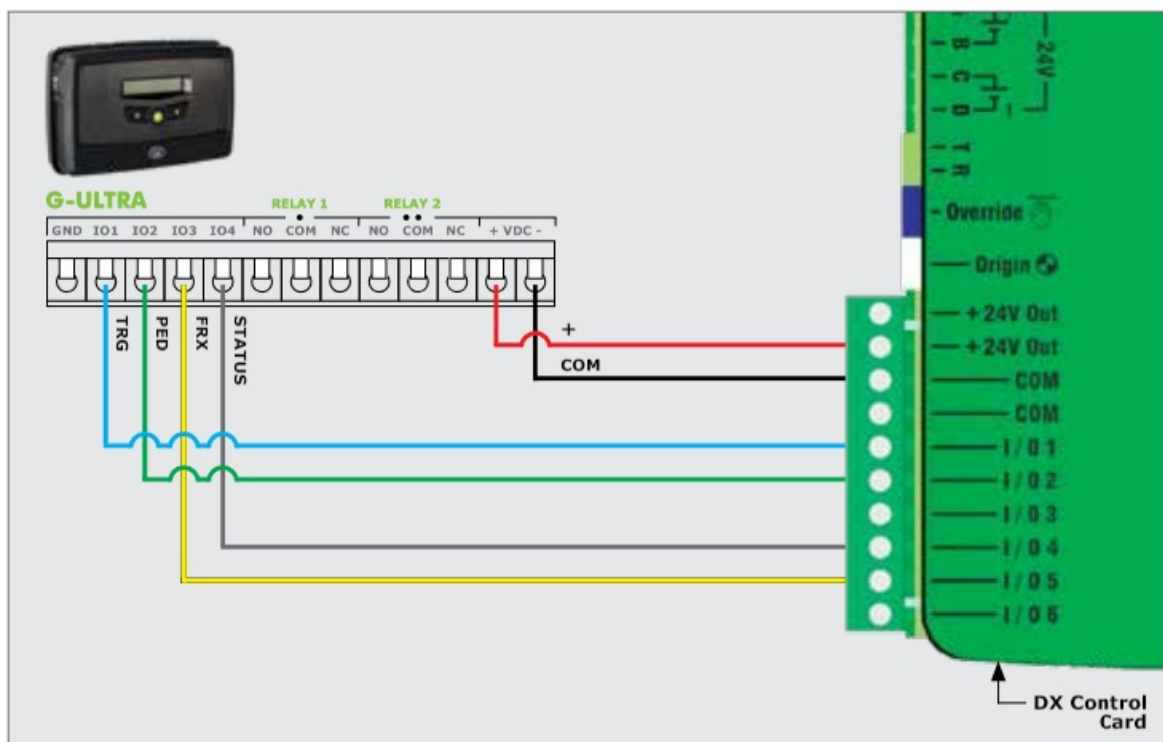 G-ULTRA
RELAY 1
RELAY 2
GND IO1 IO2 IO3 IO4 NO COM NC NO COM NC + VDC -
TRG
PED
FRX
STATUS
+
COM
24V
B
C
D
-
T
R
Override
Origin
+24V Out
+24V Out
COM
COM
I/O 1
I/O 2
I/O 3
I/O 4
I/O 5
I/O 6
DX Control
Card